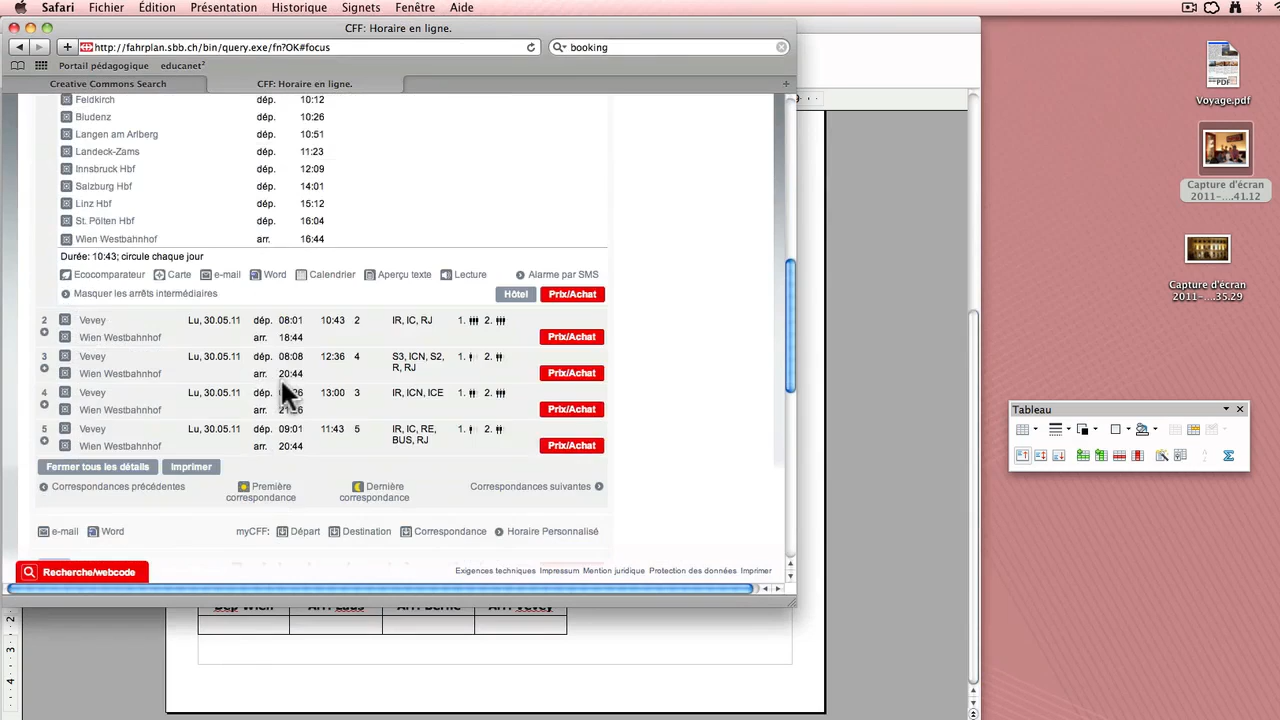 Safari Fichier Édition Présentation Historique Signets Fenêtre Aide
CFF: Horaire en ligne.
http://fahrplan.sbb.ch/bin/query.exe/fn?OK#focus
booking
Portail pédagogique educanet²
Creative Commons Search
CFF: Horaire en ligne.
Feldkirch dép. 10:12
Bludenz dép. 10:26
Langen am Arlberg dép. 10:51
Landeck-Zams dép. 11:23
Innsbruck Hbf dép. 12:09
Salzburg Hbf dép. 14:01
Linz Hbf dép. 15:12
St. Pölten Hbf dép. 16:04
Wien Westbahnhof arr. 16:44
Durée: 10:43; circule chaque jour
Ecocomparateur Carte e-mail Word Calendrier Aperçu texte Lecture Alarme par SMS
Masquer les arrêts intermédiaires Hôtel Prix/Achat
2 Vevey Lu, 30.05.11 dép. 08:01 10:43 2 IR, IC, RJ 1. 2.
Wien Westbahnhof arr. 18:44 Prix/Achat
3 Vevey Lu, 30.05.11 dép. 08:08 12:36 4 S3, ICN, S2, 1. 2.
R, RJ
Wien Westbahnhof arr. 20:44 Prix/Achat
4 Vevey Lu, 30.05.11 dép. 13:00 3 IR, ICN, ICE 1. 2.
Wien Westbahnhof arr. Prix/Achat
5 Vevey Lu, 30.05.11 dép. 09:01 11:43 5 IR, IC, RE, 1. 2.
BUS, RJ
Wien Westbahnhof arr. 20:44 Prix/Achat
Fermer tous les détails Imprimer
Correspondances précédentes Première correspondance Dernière correspondance Correspondances suivantes
e-mail Word myCFF: Départ Destination Correspondance Horaire Personnalisé
Recherche/webcode
Exigences techniques Impressum Mention juridique Protection des données Imprimer
Dép Wien Arr. Laus Arr. Berne Arr. Vevey
2
3
4
Tableau
PDF
Voyage.pdf
Capture d'écran
2011-....41.12
Capture d'écran
2011-....35.29